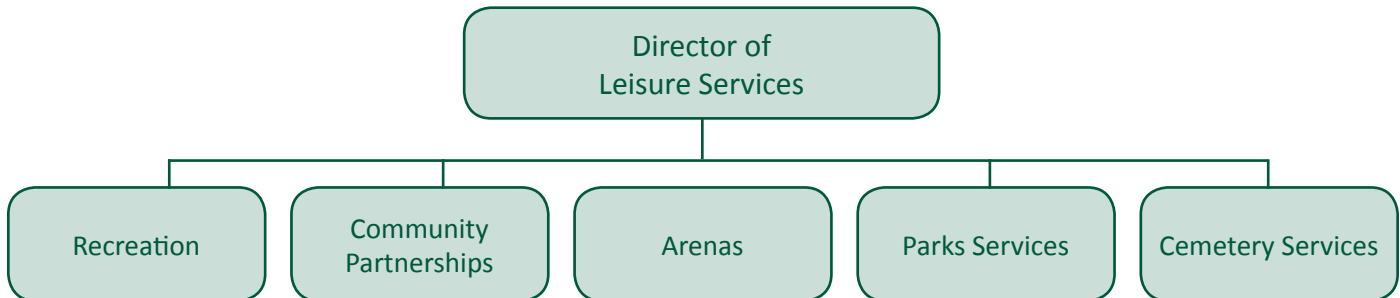 Director of
Leisure Services
Recreation
Community
Partnerships
Arenas
Parks Services
Cemetery Services